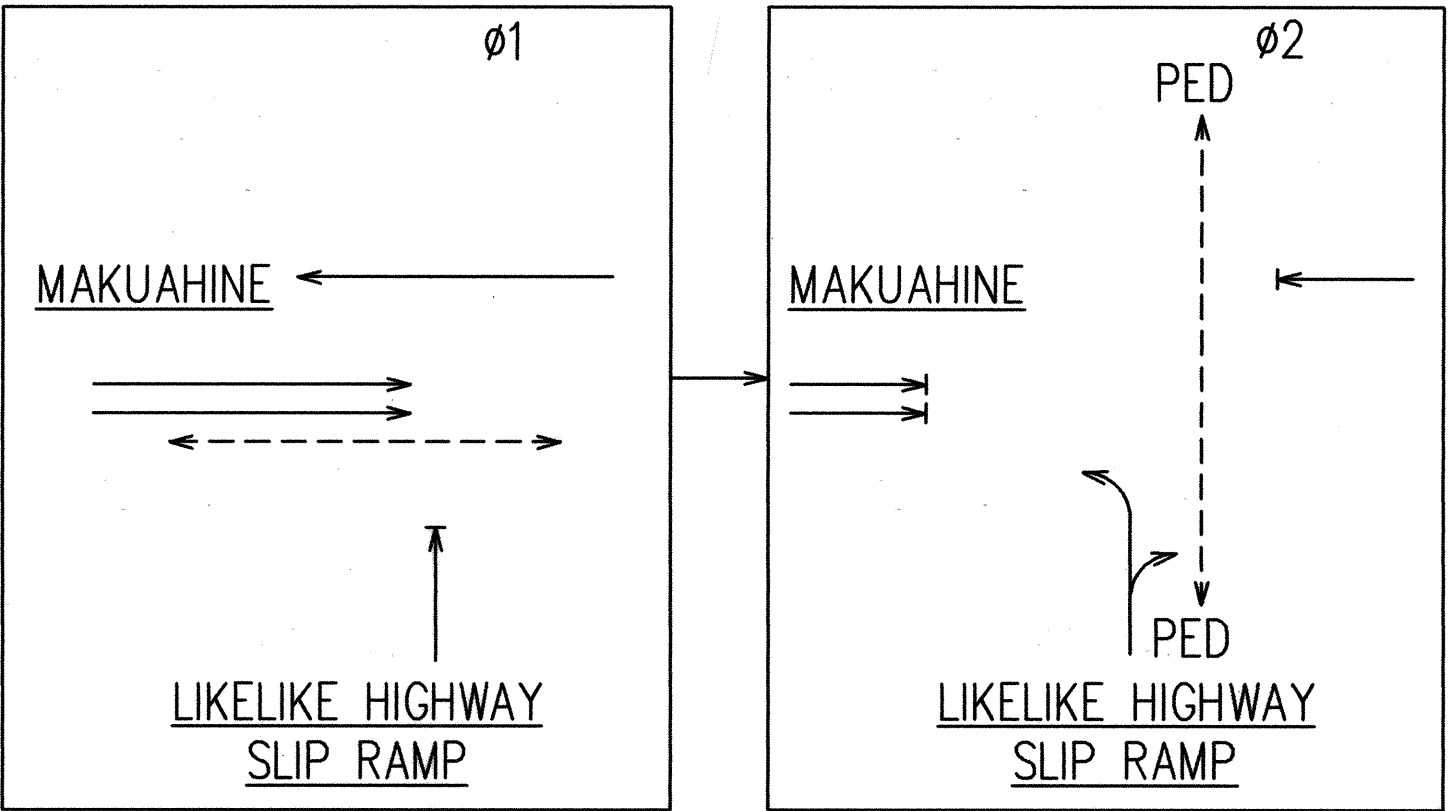 ø1
MAKUAHINE
LIKELIKE HIGHWAY
SLIP RAMP
ø2
PED
MAKUAHINE
PED
LIKELIKE HIGHWAY
SLIP RAMP